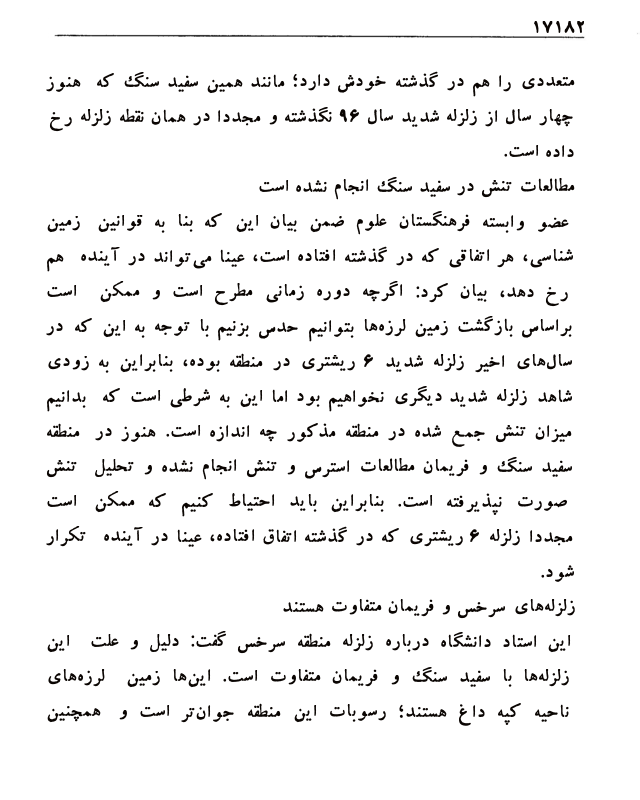 ۱۷۱۸۲
متعددی را هم در گذشته خودش دارد؛ مانند همین سفید سنگ که هنوز
چهار سال از زلزله شدید سال ۹۶ نگذشته و مجددا در همان نقطه زلزله رخ
داده است.
مطالعات تنش در سفید سنگ انجام نشده است
عضو وابسته فرهنگستان علوم ضمن بیان این که بنا به قوانین زمین
شناسی، هر اتفاقی که در گذشته افتاده است، عینا می‌تواند در آینده هم
رخ دهد، بیان کرد: اگرچه دوره زمانی مطرح است و ممکن است
براساس بازگشت زمین لرزه‌ها بتوانیم حدس بزنیم با توجه به این که در
سال‌های اخیر زلزله شدید ۶ ریشتری در منطقه بوده، بنابراین به زودی
شاهد زلزله شدید دیگری نخواهیم بود اما این به شرطی است که بدانیم
میزان تنش جمع شده در منطقه مذکور چه اندازه است. هنوز در منطقه
سفید سنگ و فریمان مطالعات استرس و تنش انجام نشده و تحلیل تنش
صورت نپذیرفته است. بنابراین باید احتیاط کنیم که ممکن است
مجددا زلزله ۶ ریشتری که در گذشته اتفاق افتاده، عینا در آینده تکرار
شود.
زلزله‌های سرخس و فریمان متفاوت هستند
این استاد دانشگاه درباره زلزله منطقه سرخس گفت: دلیل و علت این
زلزله‌ها با سفید سنگ و فریمان متفاوت است. این‌ها زمین لرزه‌های
ناحیه کپه داغ هستند؛ رسوبات این منطقه جوان‌تر است و همچنین